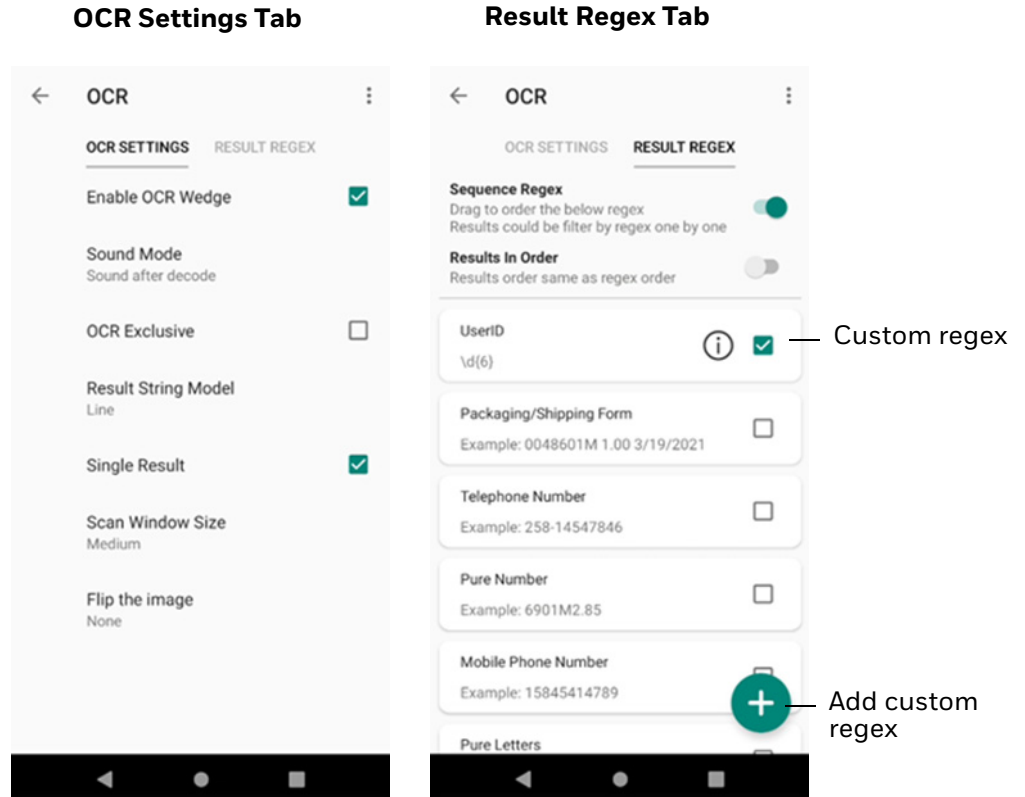 OCR Settings Tab
Result Regex Tab
OCR
OCR SETTINGS RESULT REGEX
Enable OCR Wedge
Sound Mode
Sound after decode
OCR Exclusive
Result String Model
Line
Single Result
Scan Window Size
Medium
Flip the image
None
OCR
OCR SETTINGS RESULT REGEX
Sequence Regex
Drag to order the below regex
Results could be filter by regex one by one
Results In Order
Results order same as regex order
UserID
\d{6}
Custom regex
Packaging/Shipping Form
Example: 0048601M 1.00 3/19/2021
Telephone Number
Example: 258-14547846
Pure Number
Example: 6901M2.85
Mobile Phone Number
Example: 15845414789
Add custom
regex
Pure Letters